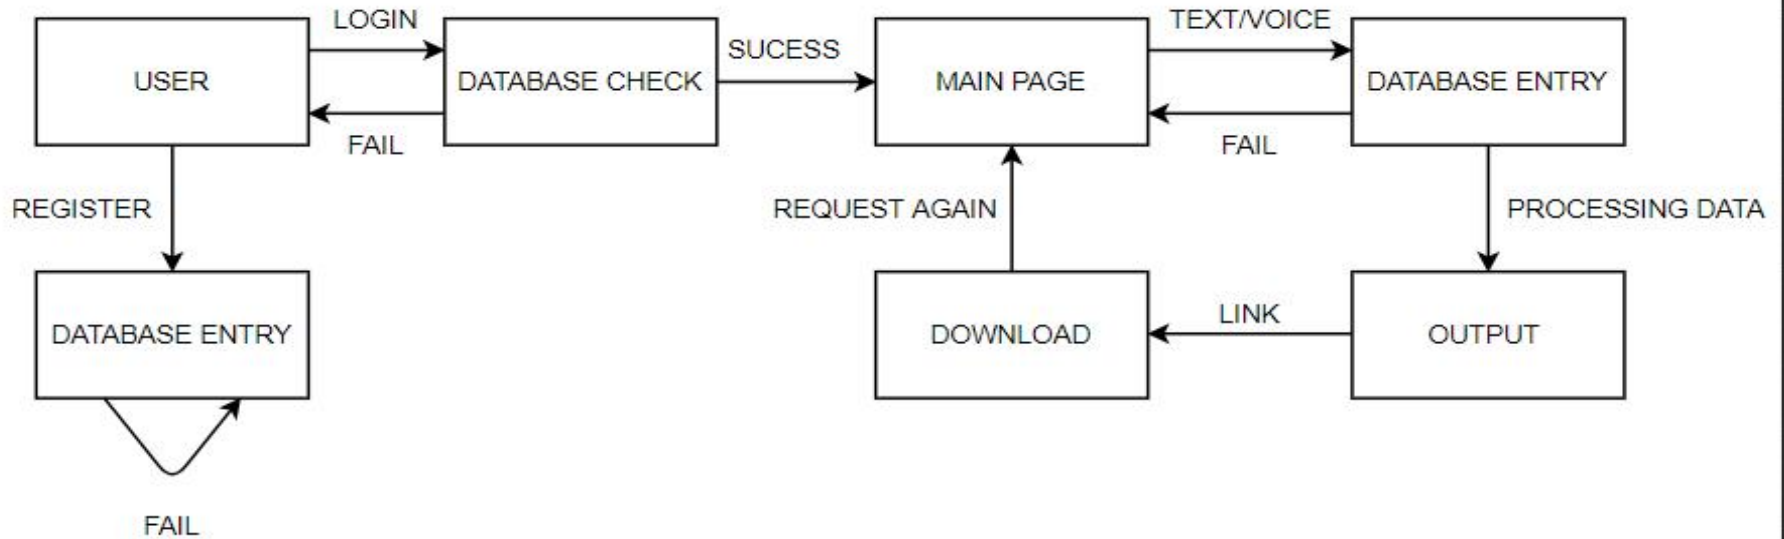 LOGIN
TEXT/VOICE
SUCESS
USER
DATABASE CHECK
MAIN PAGE
DATABASE ENTRY
FAIL
FAIL
REGISTER
REQUEST AGAIN
PROCESSING DATA
LINK
DATABASE ENTRY
DOWNLOAD
OUTPUT
FAIL